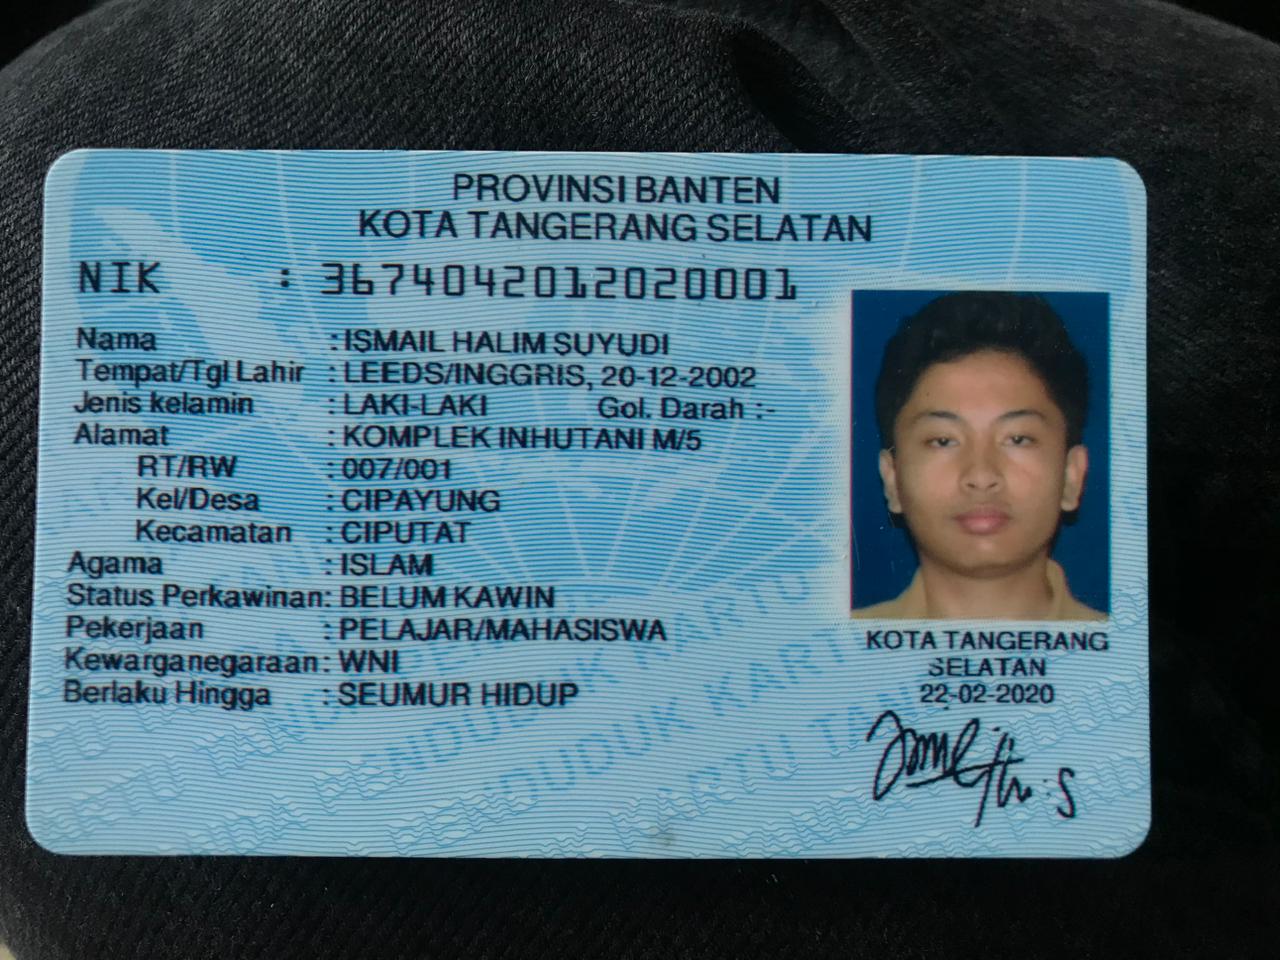 PROVINSI BANTEN
KOTA TANGERANG SELATAN
NIK : 3674042012020001
Nama : ISMAIL HALIM SUYUDI
Tempat/Tgl Lahir : LEEDS/INGGRIS, 20-12-2002
Jenis kelamin : LAKI-LAKI Gol. Darah :-
Alamat : KOMPLEK INHUTANI M/5
RT/RW : 007/001
Kel/Desa : CIPAYUNG
Kecamatan : CIPUTAT
Agama : ISLAM
Status Perkawinan: BELUM KAWIN
Pekerjaan : PELAJAR/MAHASISWA
Kewarganegaraan: WNI
Berlaku Hingga : SEUMUR HIDUP
KOTA TANGERANG
SELATAN
22-02-2020